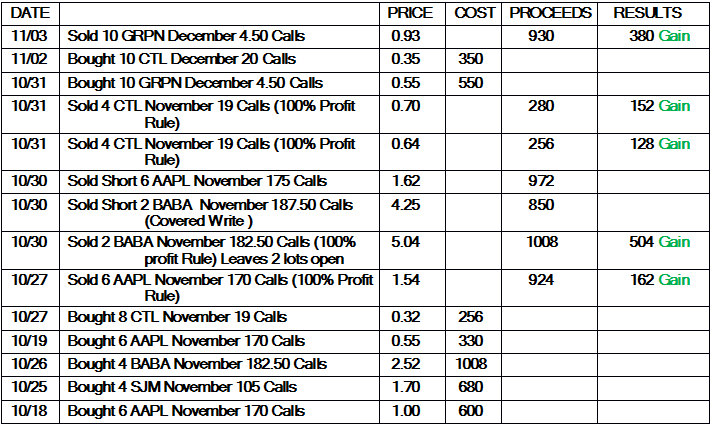 DATE PRICE COST PROCEEDS RESULTS
11/03 Sold 10 GRPN December 4.50 Calls 0.93 930 380 Gain
11/02 Bought 10 CTL December 20 Calls 0.35 350
10/31 Bought 10 GRPN December 4.50 Calls 0.55 550
10/31 Sold 4 CTL November 19 Calls (100% Profit 0.70 280 152 Gain
Rule)
10/31 Sold 4 CTL November 19 Calls (100% Profit 0.64 256 128 Gain
Rule)
10/30 Sold Short 6 AAPL November 175 Calls 1.62 972
10/30 Sold Short 2 BABA November 187.50 Calls 4.25 850
(Covered Write )
10/30 Sold 2 BABA November 182.50 Calls (100% 5.04 1008 504 Gain
profit Rule) Leaves 2 lots open
10/27 Sold 6 AAPL November 170 Calls (100% Profit 1.54 924 162 Gain
Rule)
10/27 Bought 8 CTL November 19 Calls 0.32 256
10/19 Bought 6 AAPL November 170 Calls 0.55 330
10/26 Bought 4 BABA November 182.50 Calls 2.52 1008
10/25 Bought 4 SJM November 105 Calls 1.70 680
10/18 Bought 6 AAPL November 170 Calls 1.00 600